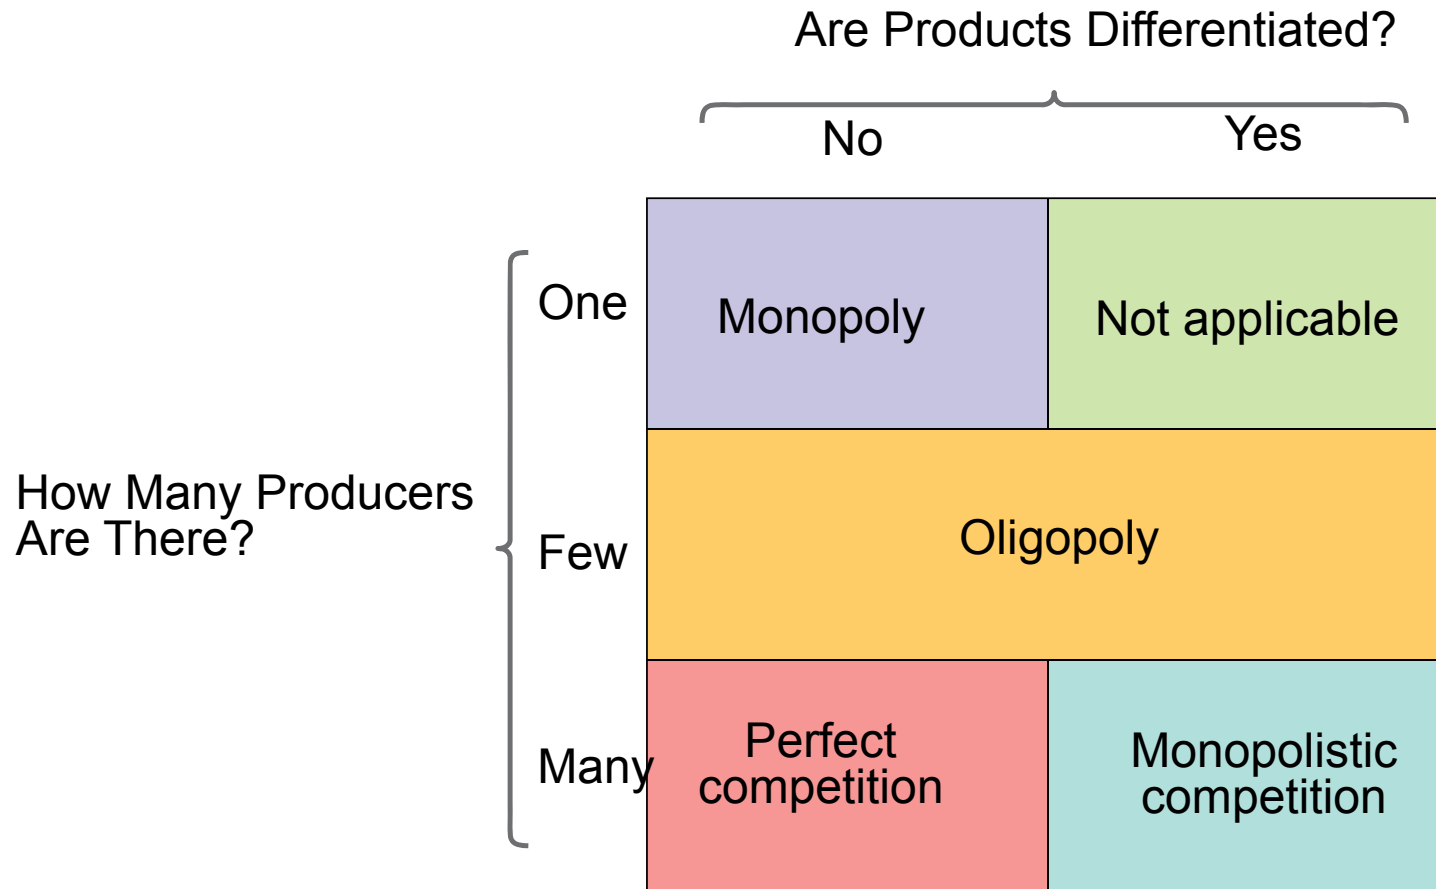 Are Products Differentiated?
No
Yes
One
Monopoly
Not applicable
How Many Producers
Are There?
Few
Oligopoly
Many
Perfect
competition
Monopolistic
competition